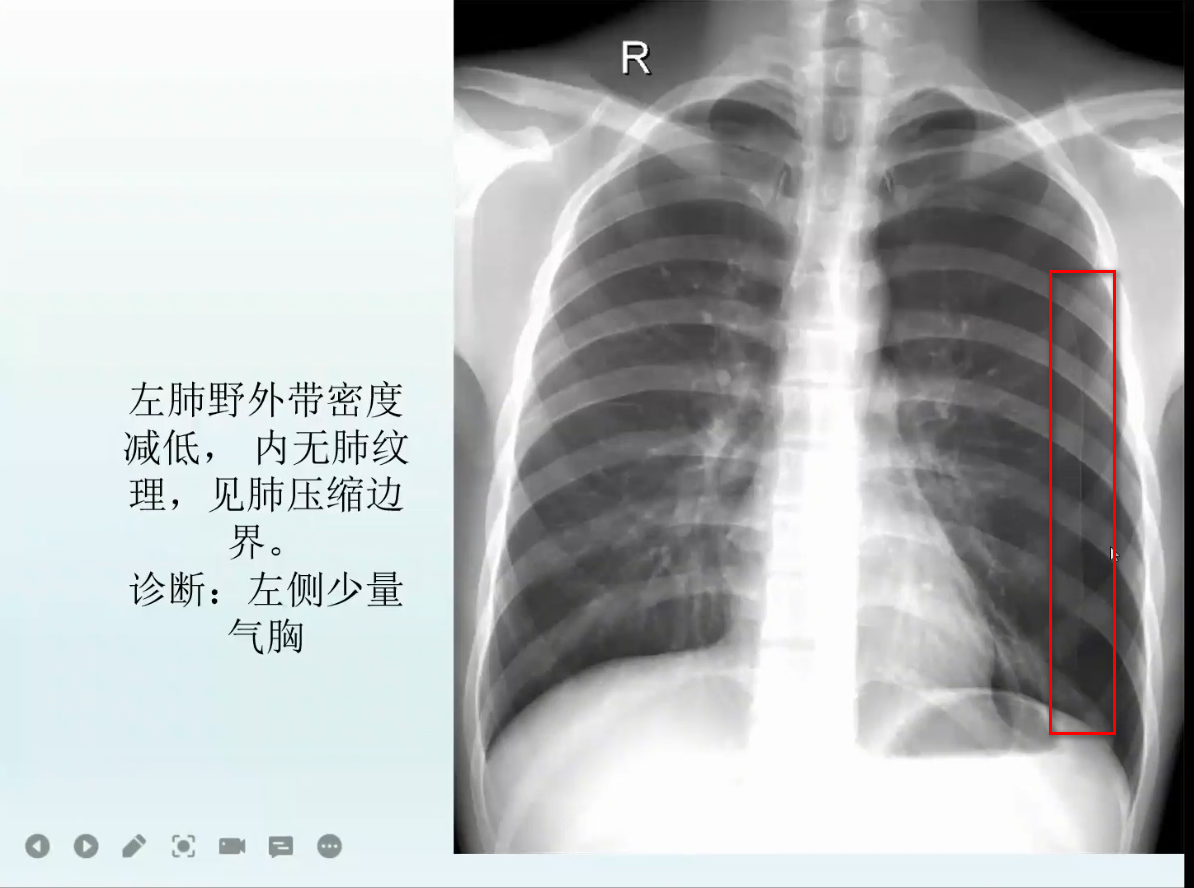 R
左肺野外带密度
减低， 内无肺纹
理，见肺压缩边
界。
诊断：左侧少量
气胸